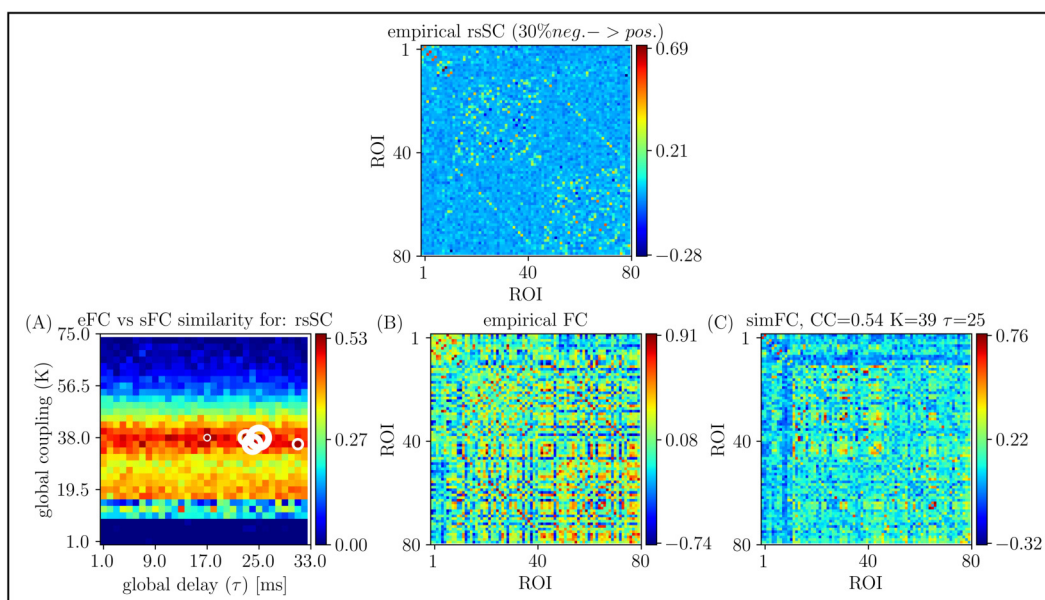 empirical rsSC (30%neg.− > pos.)
1
40
80
ROI
1
40
80
ROI
0.69
0.21
−0.28
(A)
eFC vs sFC similarity for: rsSC
75.0
56.5
38.0
19.5
1.0
global coupling (K)
1.0
9.0
17.0
25.0
33.0
global delay (τ) [ms]
0.53
0.27
0.00
(B)
empirical FC
1
40
80
ROI
1
40
80
ROI
0.91
0.08
−0.74
(C)
simFC, CC=0.54 K=39 τ=25
1
40
80
ROI
1
40
80
ROI
0.76
0.22
−0.32